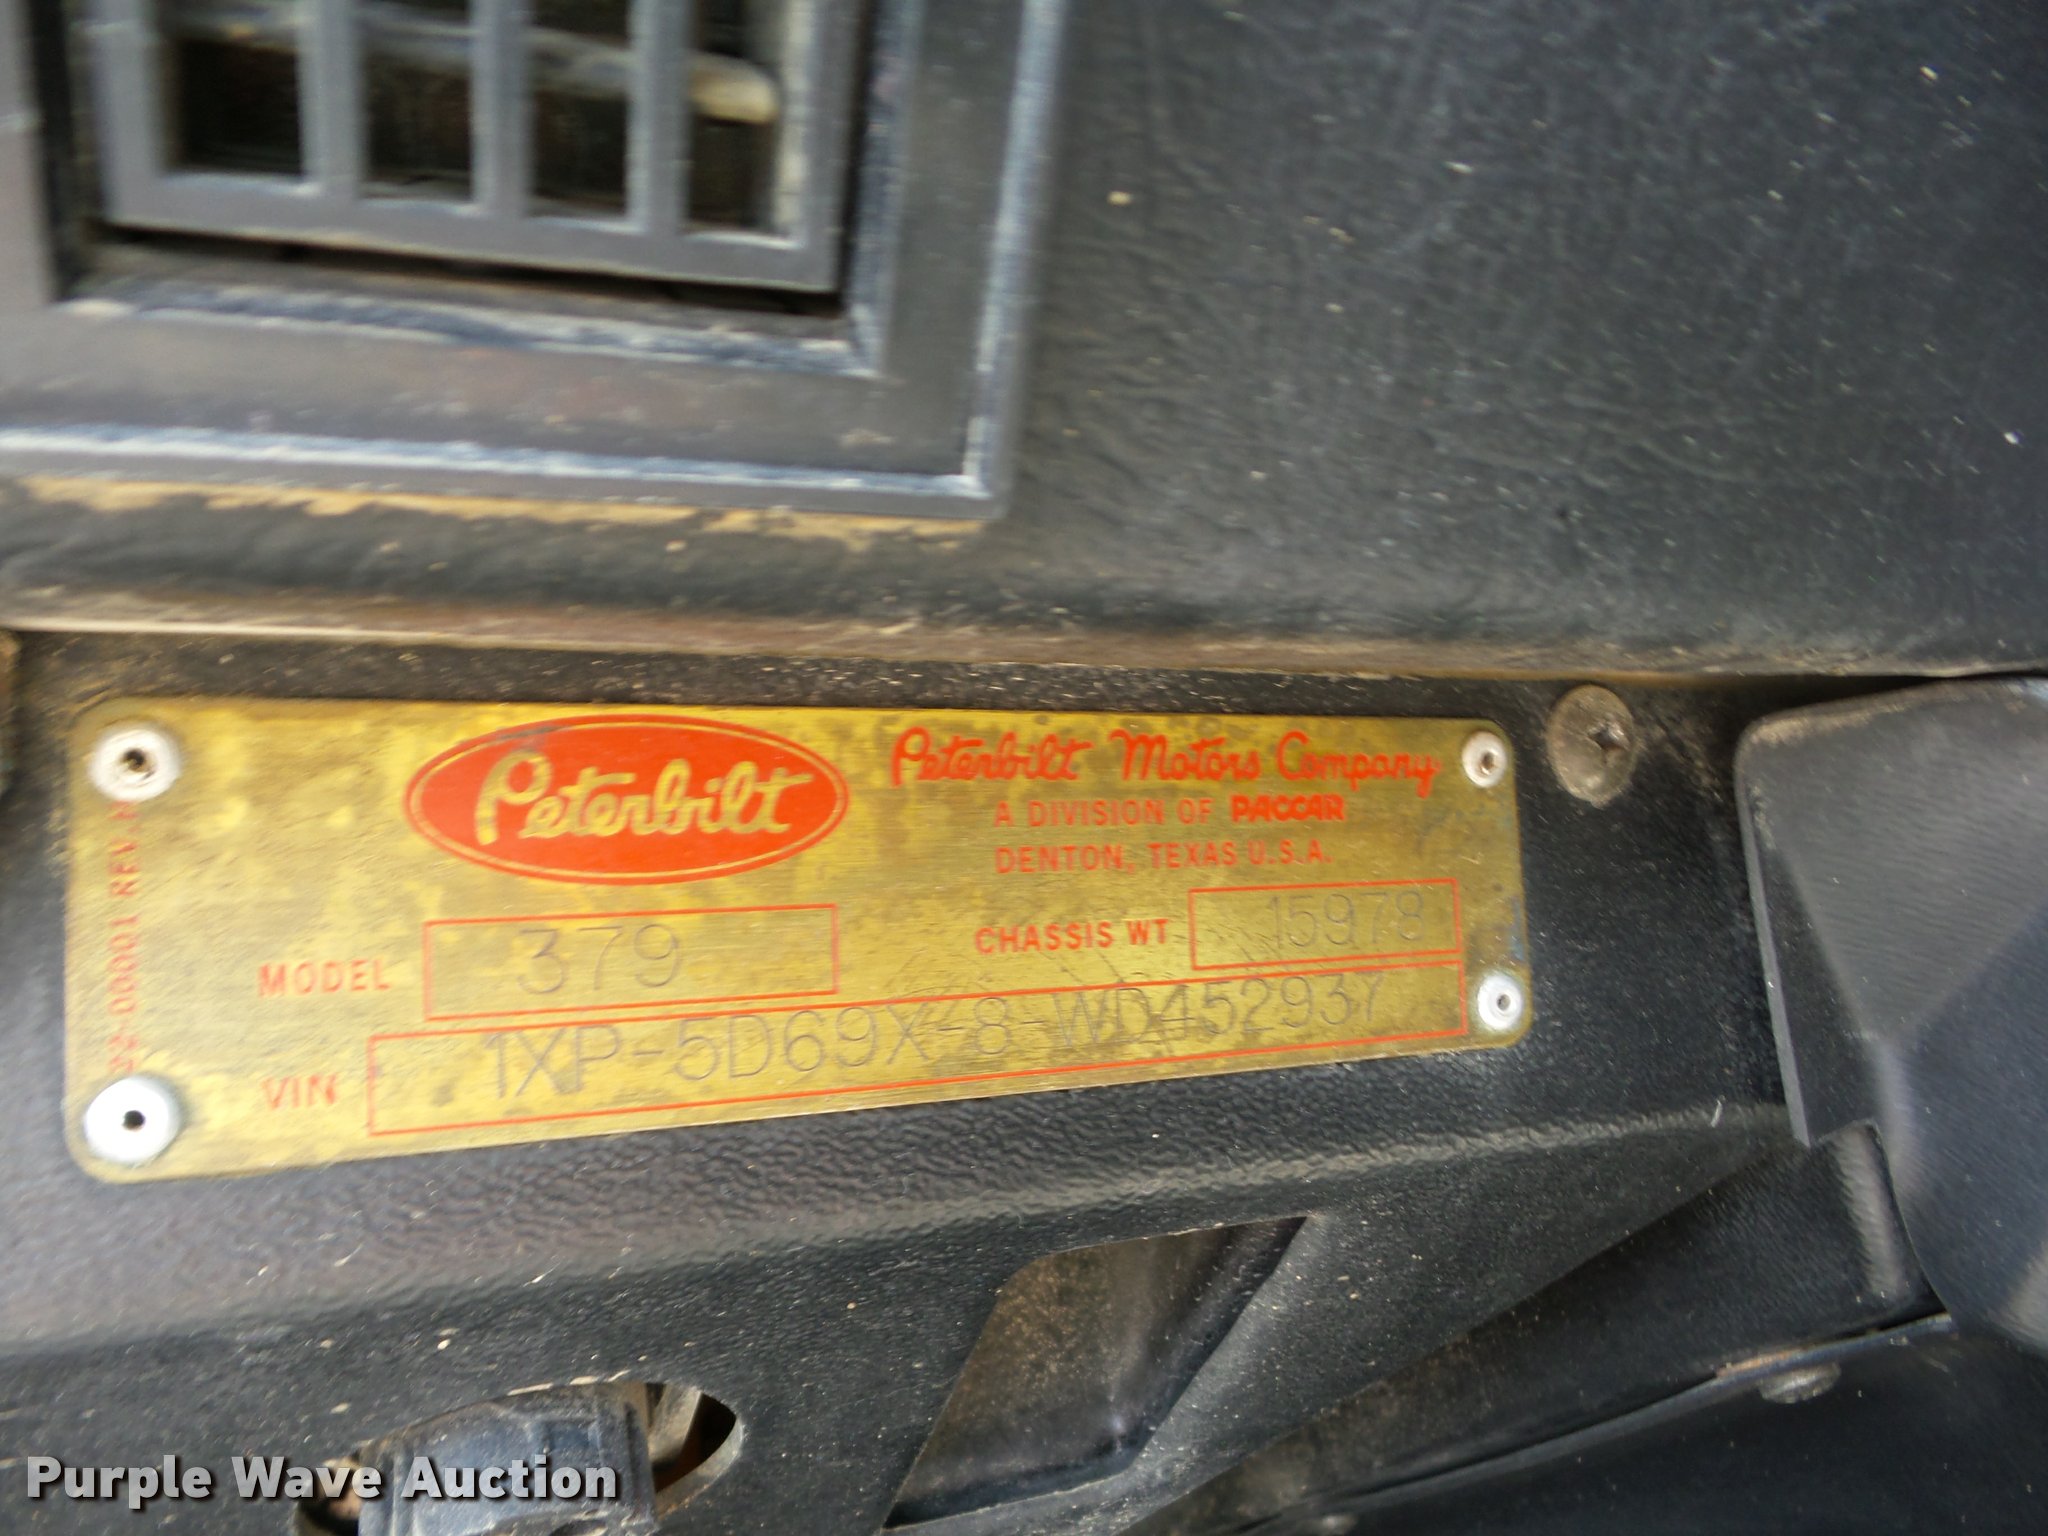 Peterbilt
Peterbilt Motors Company
A DIVISION OF PACCAR
DENTON, TEXAS U.S.A.
MODEL 379
CHASSIS WT 15978
VIN 1XP-5D69X-8-WD452937
Purple Wave Auction